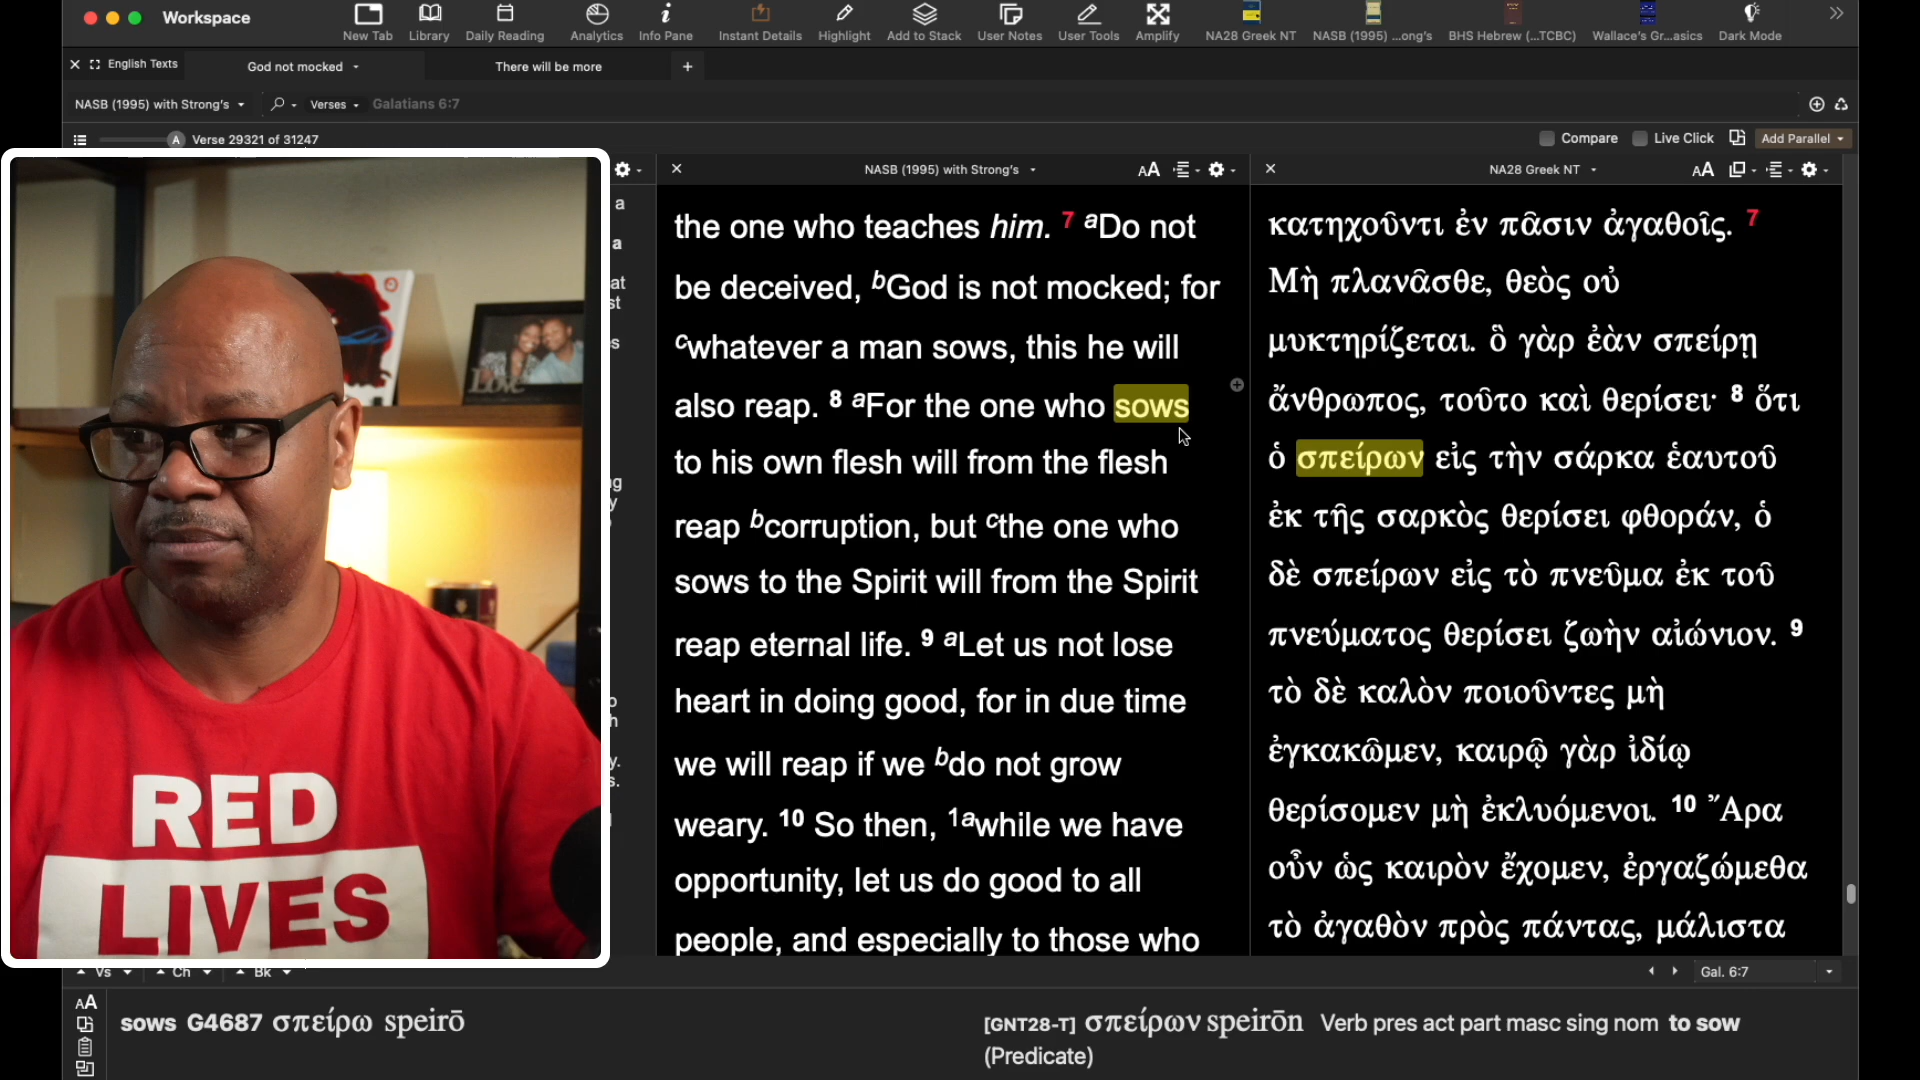 Workspace
New Tab
Library
Daily Reading
Analytics
Info Pane
Instant Details
Highlight
Add to Stack
User Notes
User Tools
Amplify
NA28 Greek NT
NASB (1995) ...ong's
BHS Hebrew (...TCBC)
Wallace's Gr...asics
Dark Mode
English Texts
God not mocked
There will be more
NASB (1995) with Strong's
Verses
Galatians 6:7
A Verse 29321 of 31247
Compare
Live Click
Add Parallel
NASB (1995) with Strong's
AA
NA28 Greek NT
AA
the one who teaches him. 7 aDo not
be deceived, bGod is not mocked; for
cwhatever a man sows, this he will
also reap. 8 aFor the one who sows
to his own flesh will from the flesh
reap bcorruption, but cthe one who
sows to the Spirit will from the Spirit
reap eternal life. 9 aLet us not lose
heart in doing good, for in due time
we will reap if we bdo not grow
weary. 10 So then, 1awhile we have
opportunity, let us do good to all
people, and especially to those who
κατηχοῦντι ἐν πᾶσιν ἀγαθοῖς. 7
Μὴ πλανᾶσθε, θεὸς οὐ
μυκτηρίζεται. ὃ γὰρ ἐὰν σπείρῃ
ἄνθρωπος, τοῦτο καὶ θερίσει· 8 ὅτι
ὁ σπείρων εἰς τὴν σάρκα ἑαυτοῦ
ἐκ τῆς σαρκὸς θερίσει φθοράν, ὁ
δὲ σπείρων εἰς τὸ πνεῦμα ἐκ τοῦ
πνεύματος θερίσει ζωὴν αἰώνιον. 9
τὸ δὲ καλὸν ποιοῦντες μὴ
ἐγκακῶμεν, καιρῷ γὰρ ἰδίῳ
θερίσομεν μὴ ἐκλυόμενοι. 10 Ἄρα
οὖν ὡς καιρὸν ἔχομεν, ἐργαζώμεθα
τὸ ἀγαθὸν πρὸς πάντας, μάλιστα
LOVE
RED
LIVES
Vs
Ch
Bk
Gal. 6:7
AA
sows G4687 σπείρω speirō
[GNT28-T] σπείρων speirōn Verb pres act part masc sing nom to sow
(Predicate)